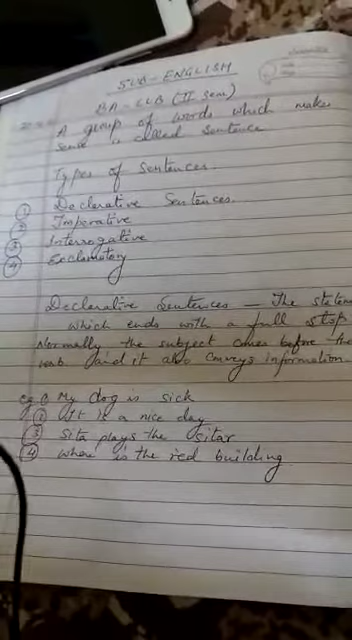 SUB-ENGLISH
BA-LLB (II Sem)
A group of words which makes
sense is called Sentence
Types of Sentences
① Declarative Sentences.
② Imperative
③ Interrogative
④ Exclamatory
Declarative Sentences – The statem
which ends with a full stop
Normally the subject comes before the
verb and it also conveys information
eg ① My dog is sick
② It is a nice day
③ Sita plays the Sitar
④ where is the red building